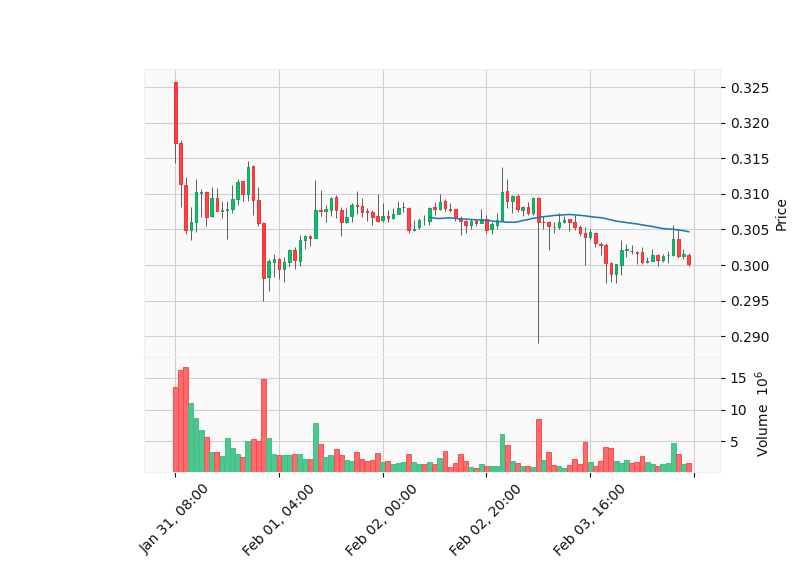 0.325
0.320
0.315
0.310
0.305
0.300
0.295
0.290
Price
15
10
5
Volume 10^6
Jan 31, 08:00
Feb 01, 04:00
Feb 02, 00:00
Feb 02, 20:00
Feb 03, 16:00